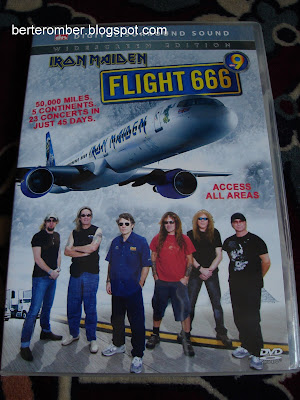 berteromber.blogspot.com
SURROUND SOUND
WIDESCREEN EDITION
IRON MAIDEN
FLIGHT 666
50,000 MILES.
5 CONTINENTS.
23 CONCERTS IN
JUST 45 DAYS.
IRON MAIDEN
ACCESS
ALL AREAS
DVD